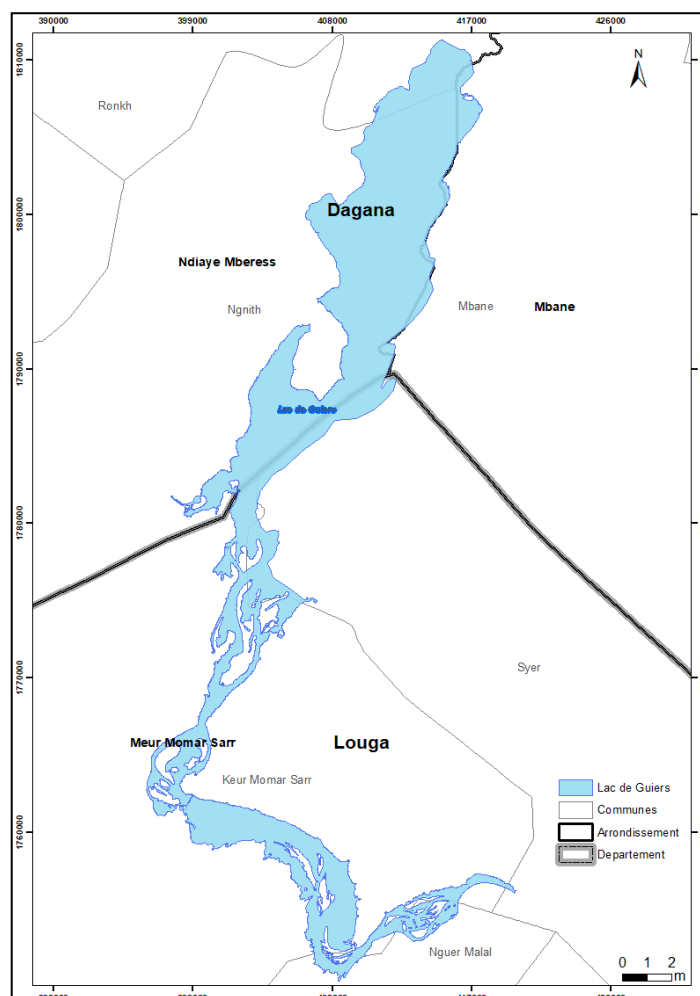 390000 399000 408000 417000 426000
1810000
N
Ronkh
1800000
Dagana
Ndiaye Mberess
Ngnith
Mbane
Mbane
1790000
Lac de Guiers
1780000
1770000
Syer
Meur Momar Sarr
Louga
Keur Momar Sarr
Lac de Guiers
Communes
Arrondissement
Departement
1760000
Nguer Malal
0 1 2
m